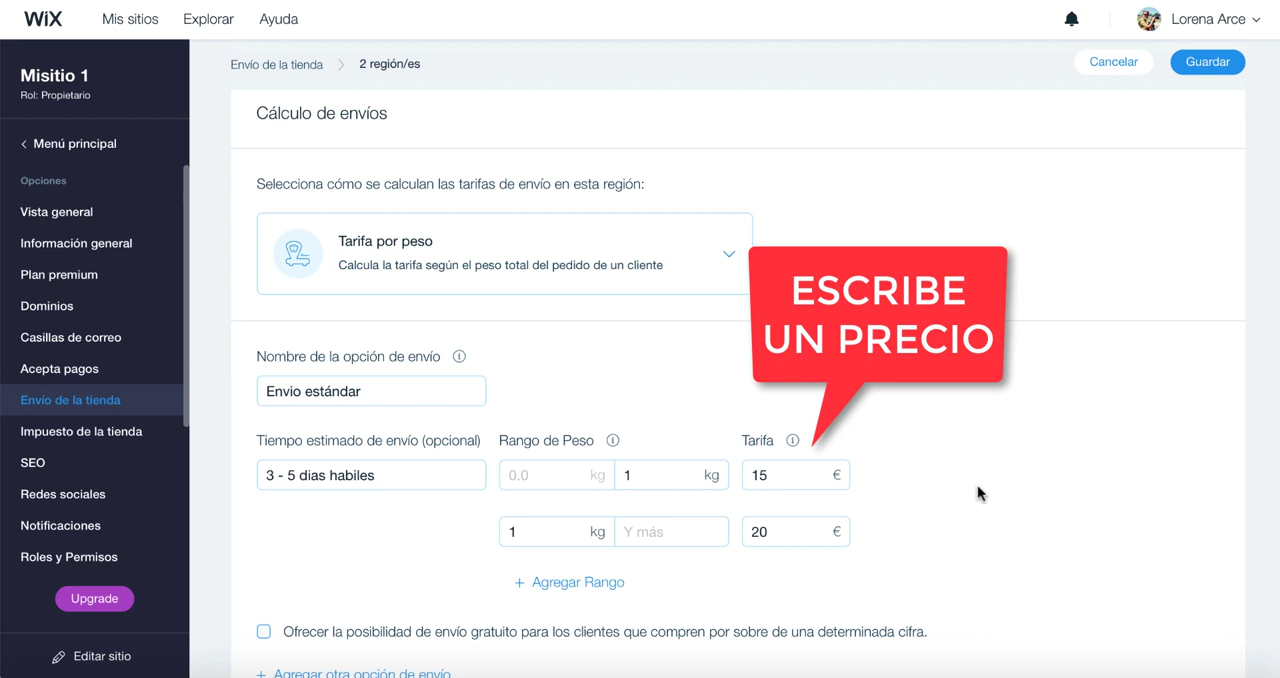 WiX
Mis sitios
Explorar
Ayuda
Lorena Arce
Misitio 1
Rol: Propietario
Menú principal
Opciones
Vista general
Información general
Plan premium
Dominios
Casillas de correo
Acepta pagos
Envío de la tienda
Impuesto de la tienda
SEO
Redes sociales
Notificaciones
Roles y Permisos
Upgrade
Editar sitio
Envío de la tienda
2 región/es
Cancelar
Guardar
Cálculo de envíos
Selecciona cómo se calculan las tarifas de envío en esta región:
Tarifa por peso
Calcula la tarifa según el peso total del pedido de un cliente
ESCRIBE
UN PRECIO
Nombre de la opción de envío
Envio estándar
Tiempo estimado de envío (opcional)
Rango de Peso
Tarifa
3 - 5 dias habiles
0.0 kg
1 kg
15 €
1 kg
Y más
20 €
+ Agregar Rango
Ofrecer la posibilidad de envío gratuito para los clientes que compren por sobre de una determinada cifra.
+ Agregar otra opción de envío